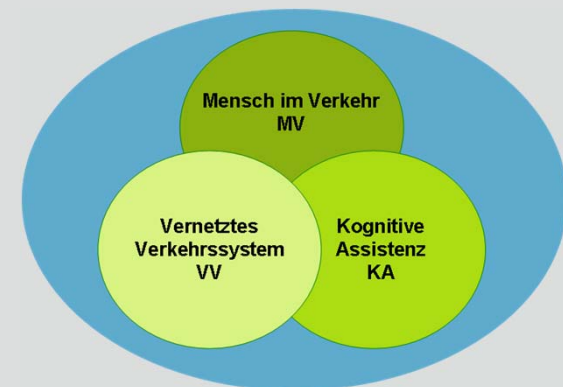 Mensch im Verkehr
MV
Vernetztes
Verkehrssystem
VV
Kognitive
Assistenz
KA